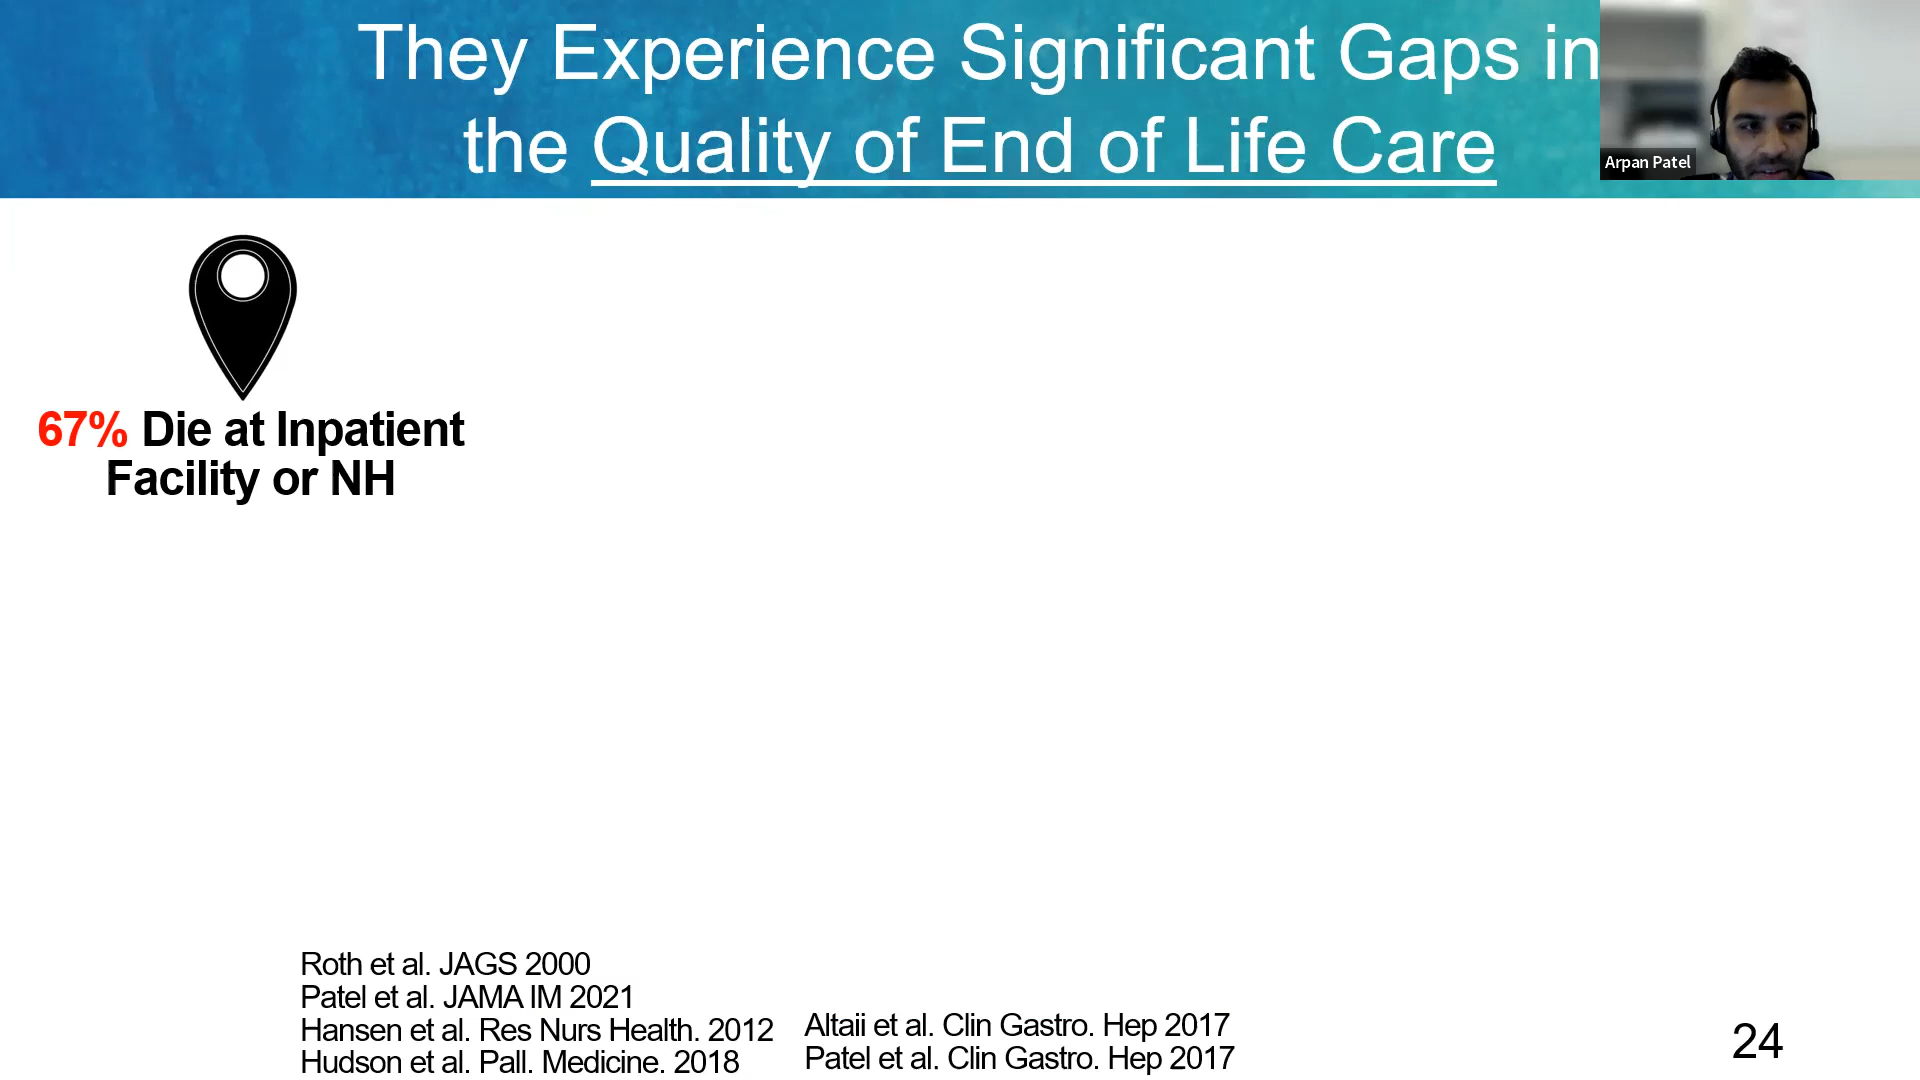 They Experience Significant Gaps in
the Quality of End of Life Care
Arpan Patel
67% Die at Inpatient
Facility or NH
Roth et al. JAGS 2000
Patel et al. JAMA IM 2021
Hansen et al. Res Nurs Health. 2012
Hudson et al. Pall. Medicine. 2018
Altaii et al. Clin Gastro. Hep 2017
Patel et al. Clin Gastro. Hep 2017
24